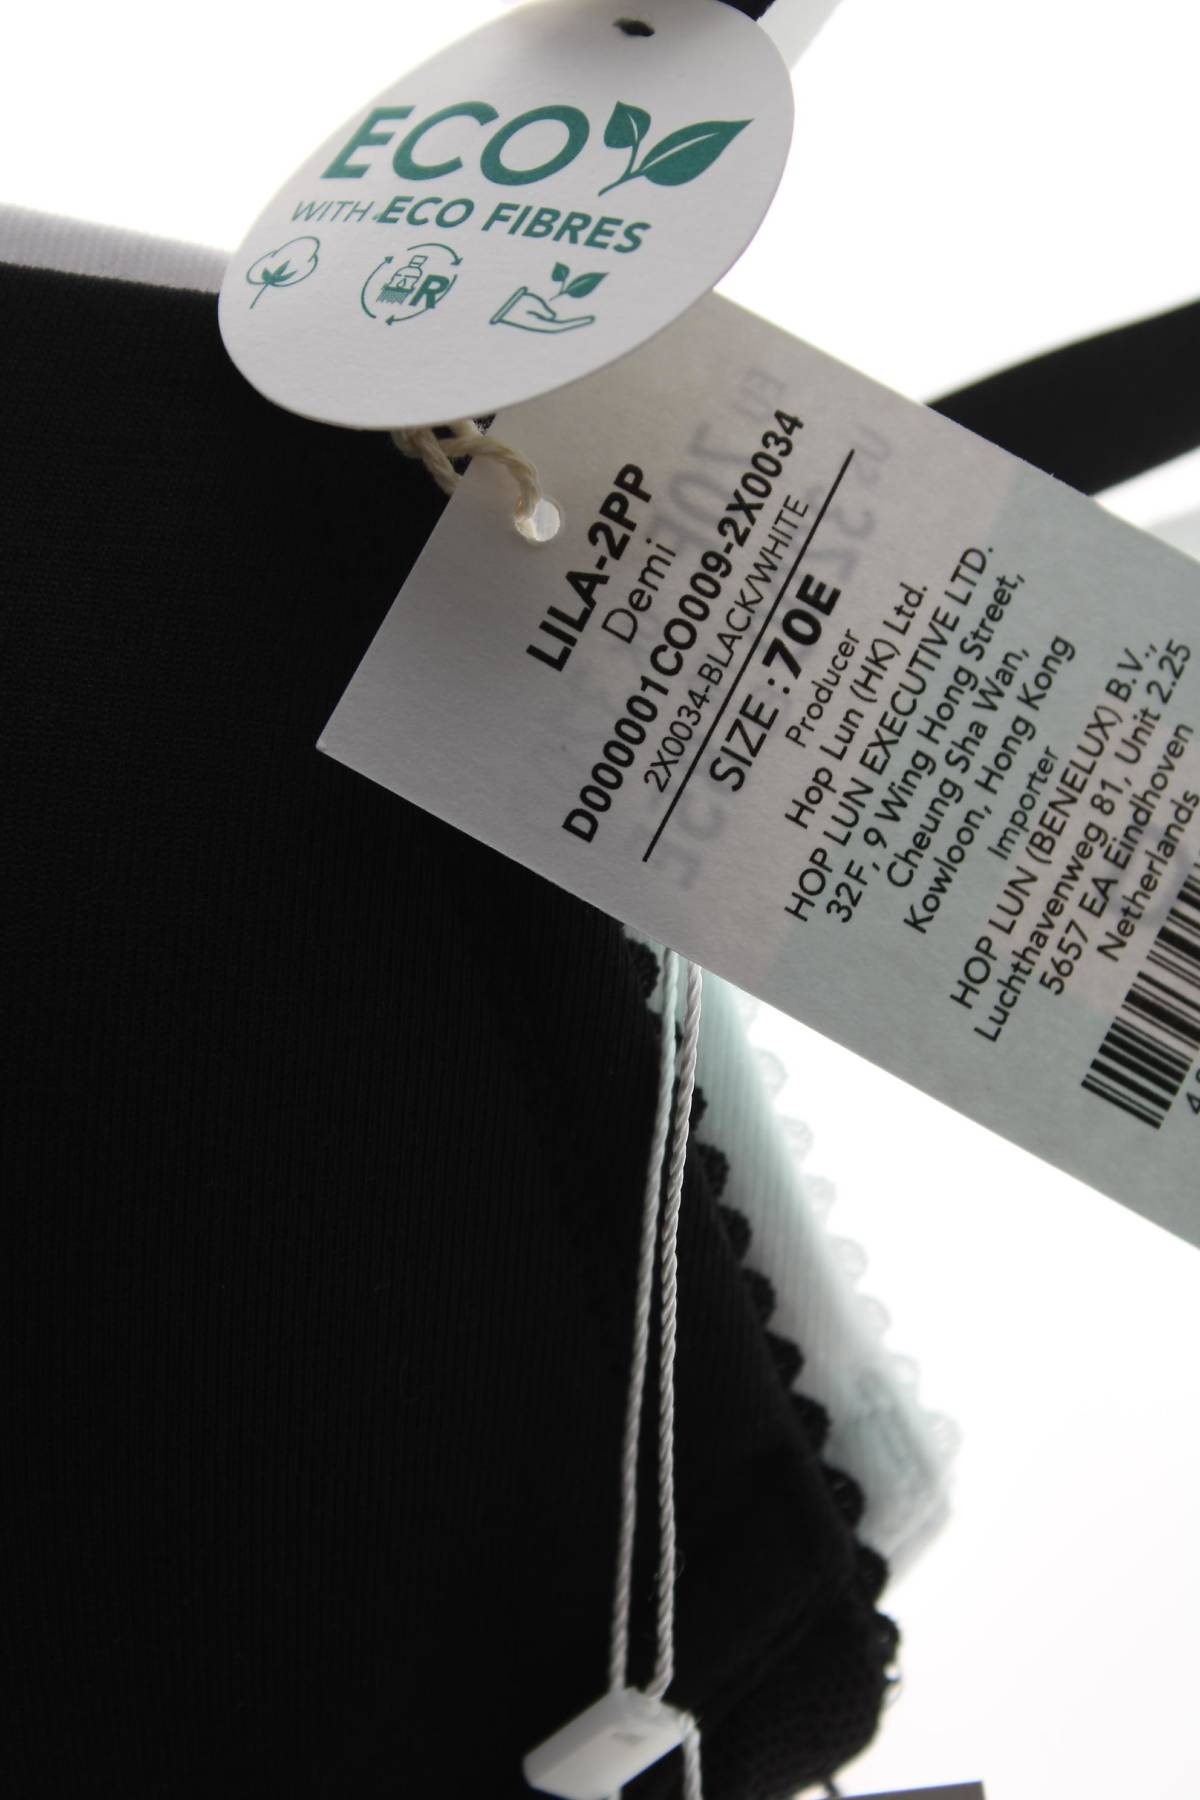 ECO
WITH ECO FIBRES
R
LILA-2PP
Demi
D000001CO009-2X0034
2X0034-BLACK/WHITE
SIZE : 70E
Producer
Hop Lun (HK) Ltd.
HOP LUN EXECUTIVE LTD.
32F, 9 Wing Hong Street,
Cheung Sha Wan,
Kowloon, Hong Kong
Importer
HOP LUN (BENELUX) B.V.,
Luchthavenweg 81, Unit 2.25
5657 EA Eindhoven
Netherlands